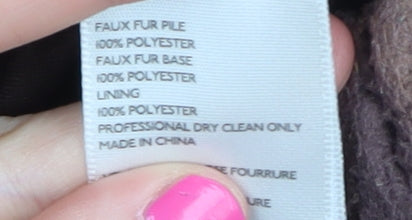 FAUX FUR PILE
100% POLYESTER
FAUX FUR BASE
100% POLYESTER
LINING
100% POLYESTER
PROFESSIONAL DRY CLEAN ONLY
MADE IN CHINA
FOURRURE